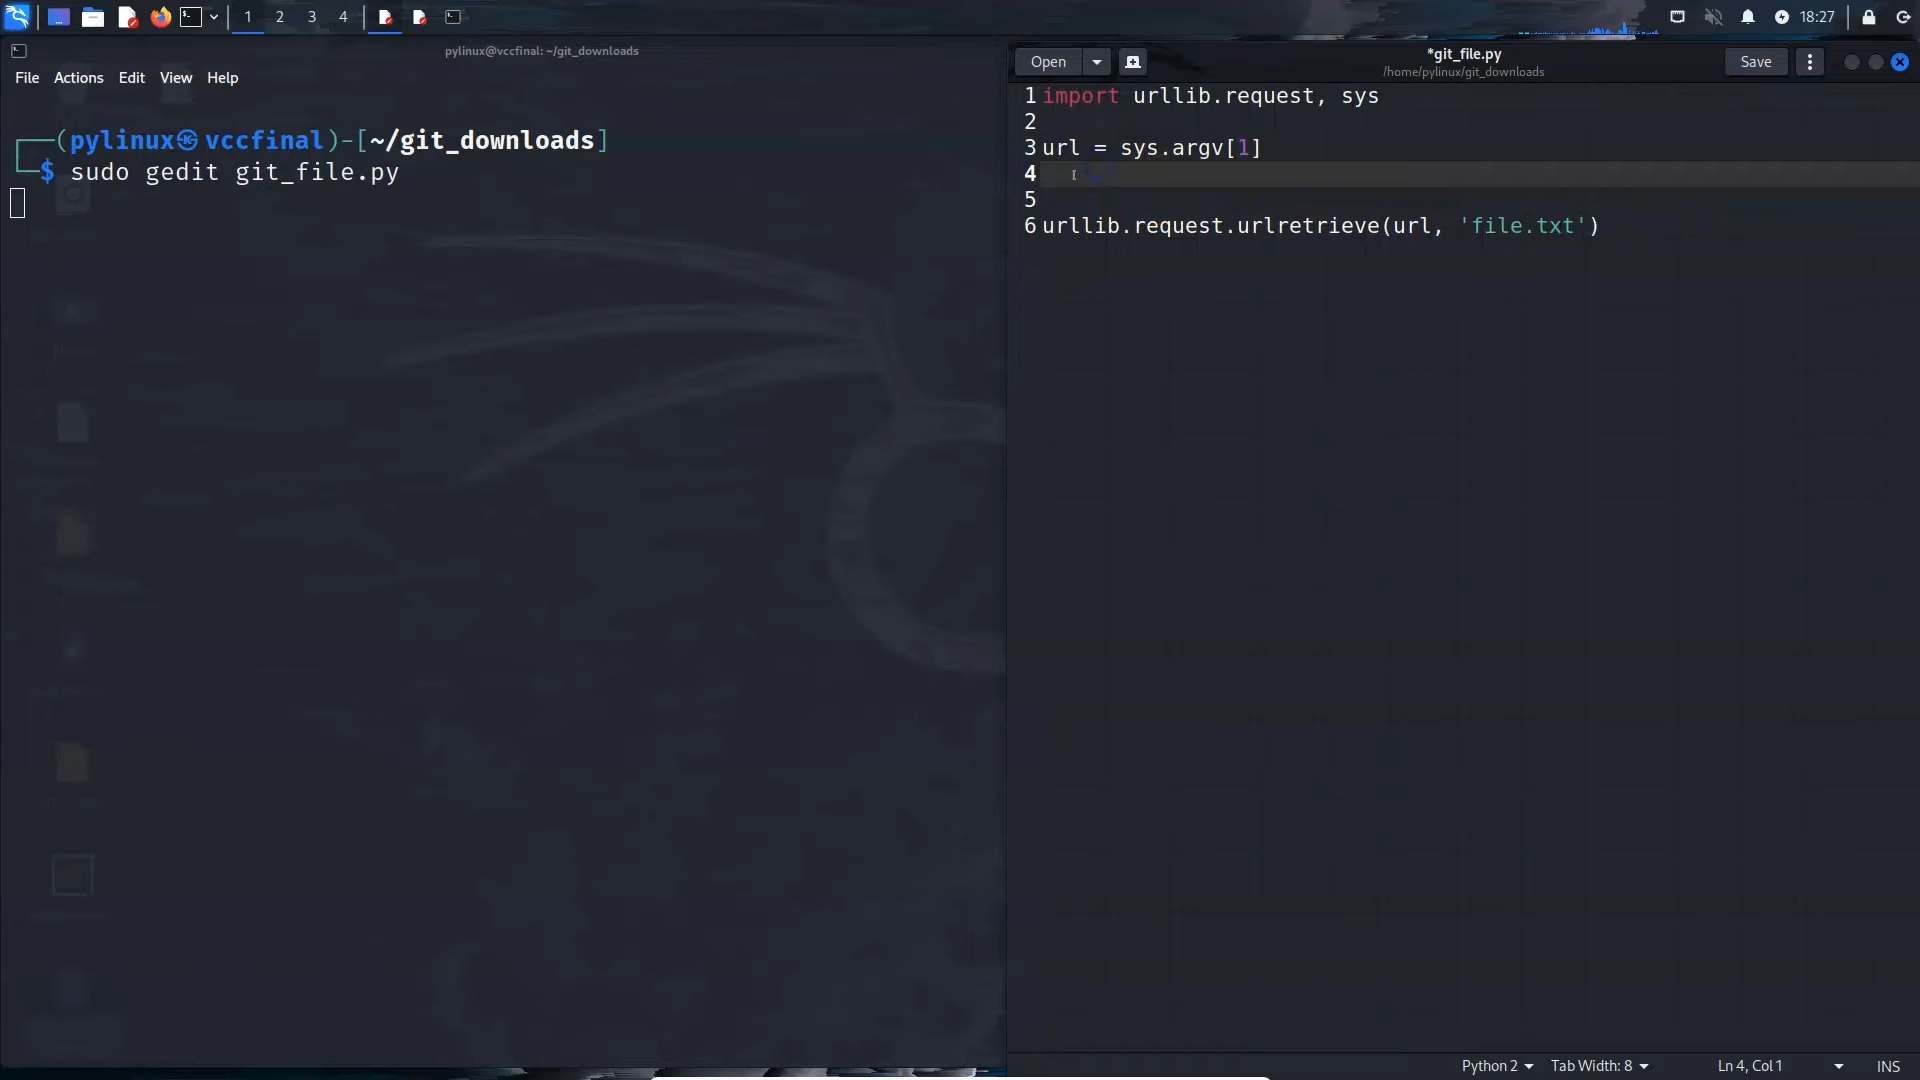 1 2 3 4
18:27
pylinux@vccfinal: ~/git_downloads
File Actions Edit View Help
(pylinux㉿vccfinal)-[~/git_downloads]
$ sudo gedit git_file.py
Open
*git_file.py
/home/pylinux/git_downloads
Save
1 import urllib.request, sys
2
3 url = sys.argv[1]
4
5
6 urllib.request.urlretrieve(url, 'file.txt')
Python 2 Tab Width: 8 Ln 4, Col 1 INS